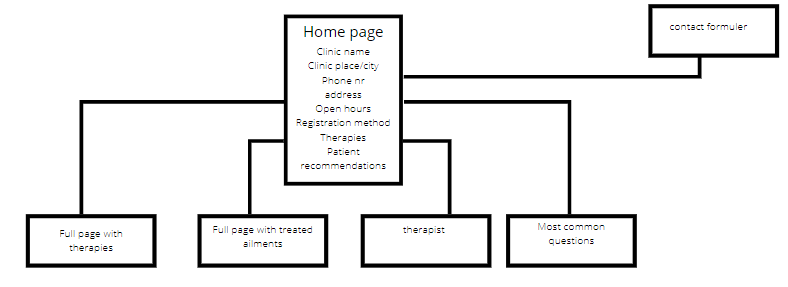 Home page
Clinic name
Clinic place/city
Phone nr
address
Open hours
Registration method
Therapies
Patient
recommendations
contact formuler
Full page with
therapies
Full page with treated
ailments
therapist
Most common
questions